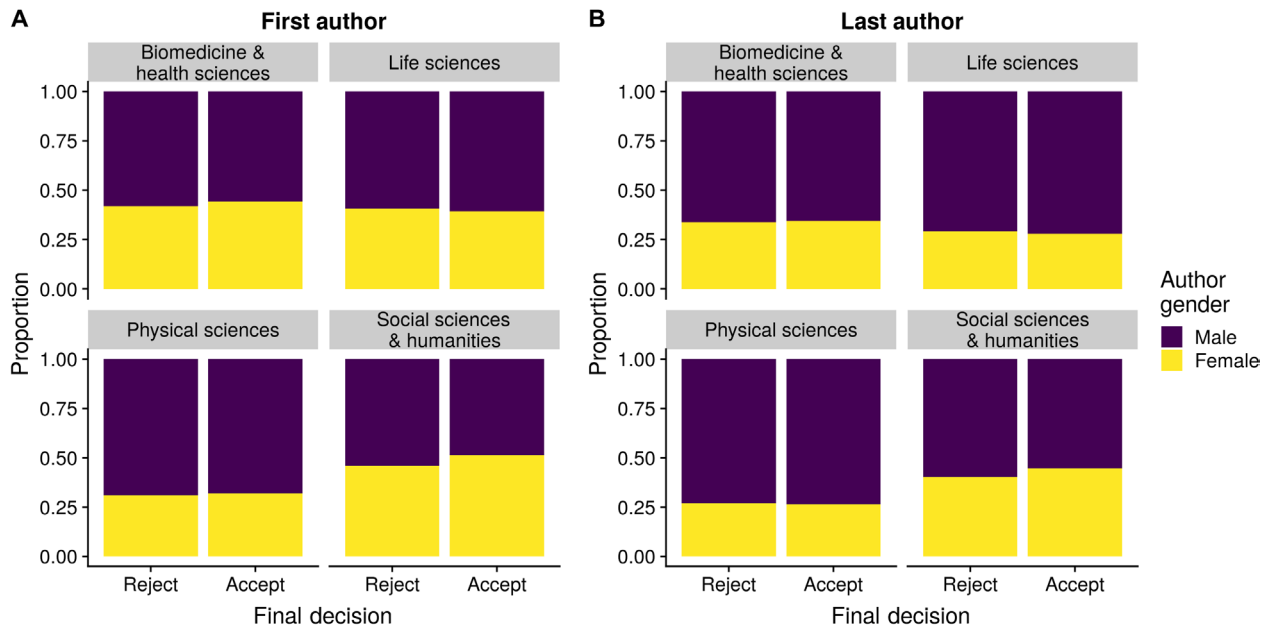 A
First author
Biomedicine &
health sciences
Life sciences
1.00
0.75
0.50
0.25
0.00
Physical sciences
Social sciences
& humanities
1.00
0.75
0.50
0.25
0.00
Proportion
Reject
Accept
Reject
Accept
Final decision
B
Last author
Biomedicine &
health sciences
Life sciences
1.00
0.75
0.50
0.25
0.00
Physical sciences
Social sciences
& humanities
1.00
0.75
0.50
0.25
0.00
Proportion
Reject
Accept
Reject
Accept
Final decision
Author
gender
Male
Female